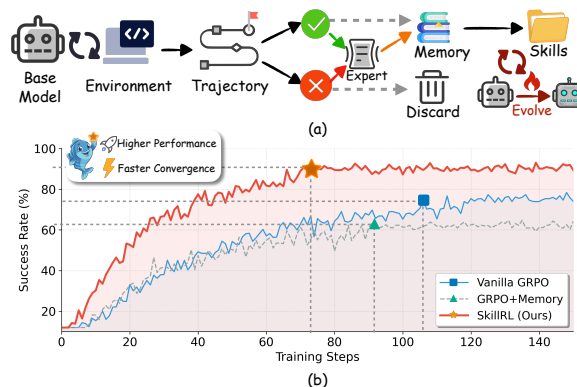 Base
Model
Environment
Trajectory
Expert
Memory
Discard
Skills
Evolve
(a)
Higher Performance
Faster Convergence
Success Rate (%)
100
80
60
40
20
0
20
40
60
80
100
120
140
Training Steps
Vanilla GRPO
GRPO+Memory
SkillRL (Ours)
(b)